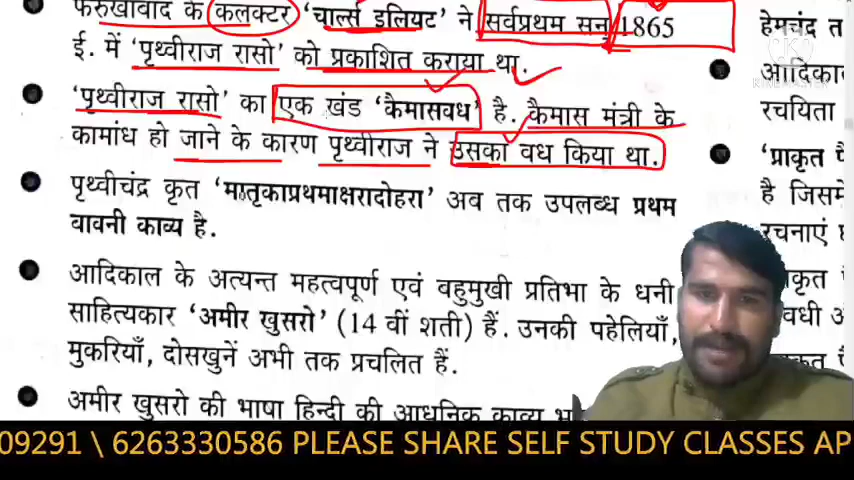 फरुखाबाद के कलक्टर 'चार्ल्स इलियट' ने सर्वप्रथम सन् 1865
ई. में 'पृथ्वीराज रासो' को प्रकाशित कराया था.
'पृथ्वीराज रासो' का एक खंड 'कैमासवध' है. कैमास मंत्री के
कामांध हो जाने के कारण पृथ्वीराज ने उसका वध किया था.
पृथ्वीचंद्र कृत 'मातृकाप्रथमाक्षरादोहरा' अब तक उपलब्ध प्रथम
वावनी काव्य है.
आदिकाल के अत्यन्त महत्वपूर्ण एवं बहुमुखी प्रतिभा के धनी
साहित्यकार 'अमीर खुसरो' (14 वीं शती) हैं. उनकी पहेलियाँ,
मुकरियाँ, दोसखुनें अभी तक प्रचलित हैं.
अमीर खुसरो की भाषा हिन्दी की आधुनिक काव्य
हेमचंद्र त
आदिका
रचयिता
'प्राकृत
है जिसमे
रचनाएं
09291 \ 6263330586 PLEASE SHARE SELF STUDY CLASSES AP